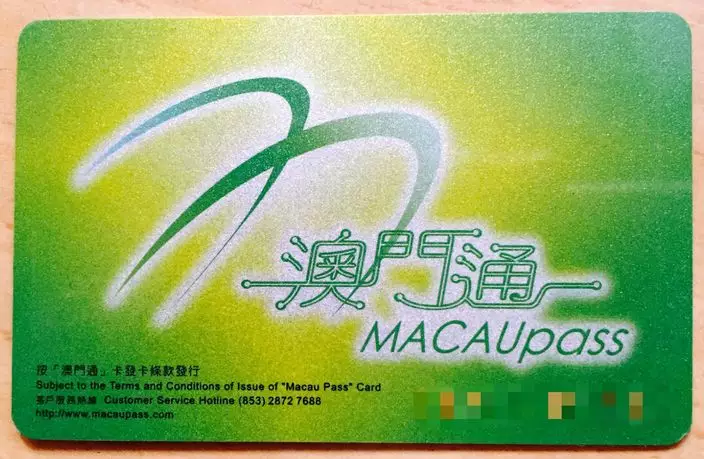 澳門通
MACAUpass
按「澳門通」卡發卡條款發行
Subject to the Terms and Conditions of Issue of "Macau Pass" Card
客戶服務熱線 Customer Service Hotline (853) 2872 7688
http://www.macaupass.com